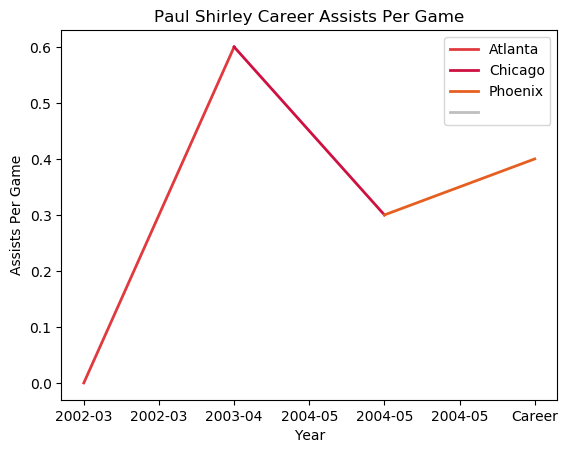 Paul Shirley Career Assists Per Game
Atlanta
Chicago
Phoenix
0.6
0.5
0.4
0.3
0.2
0.1
0.0
Assists Per Game
2002-03 2002-03 2003-04 2004-05 2004-05 2004-05 Career
Year